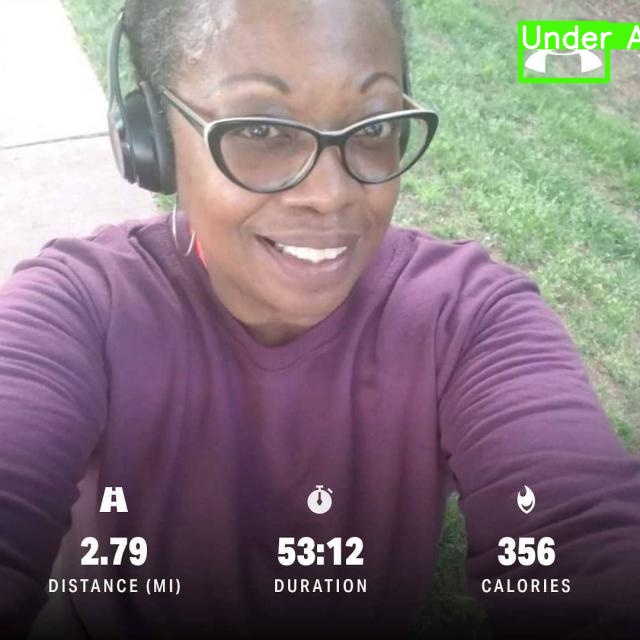 Under A
2.79
53:12
356
DISTANCE (MI)
DURATION
CALORIES